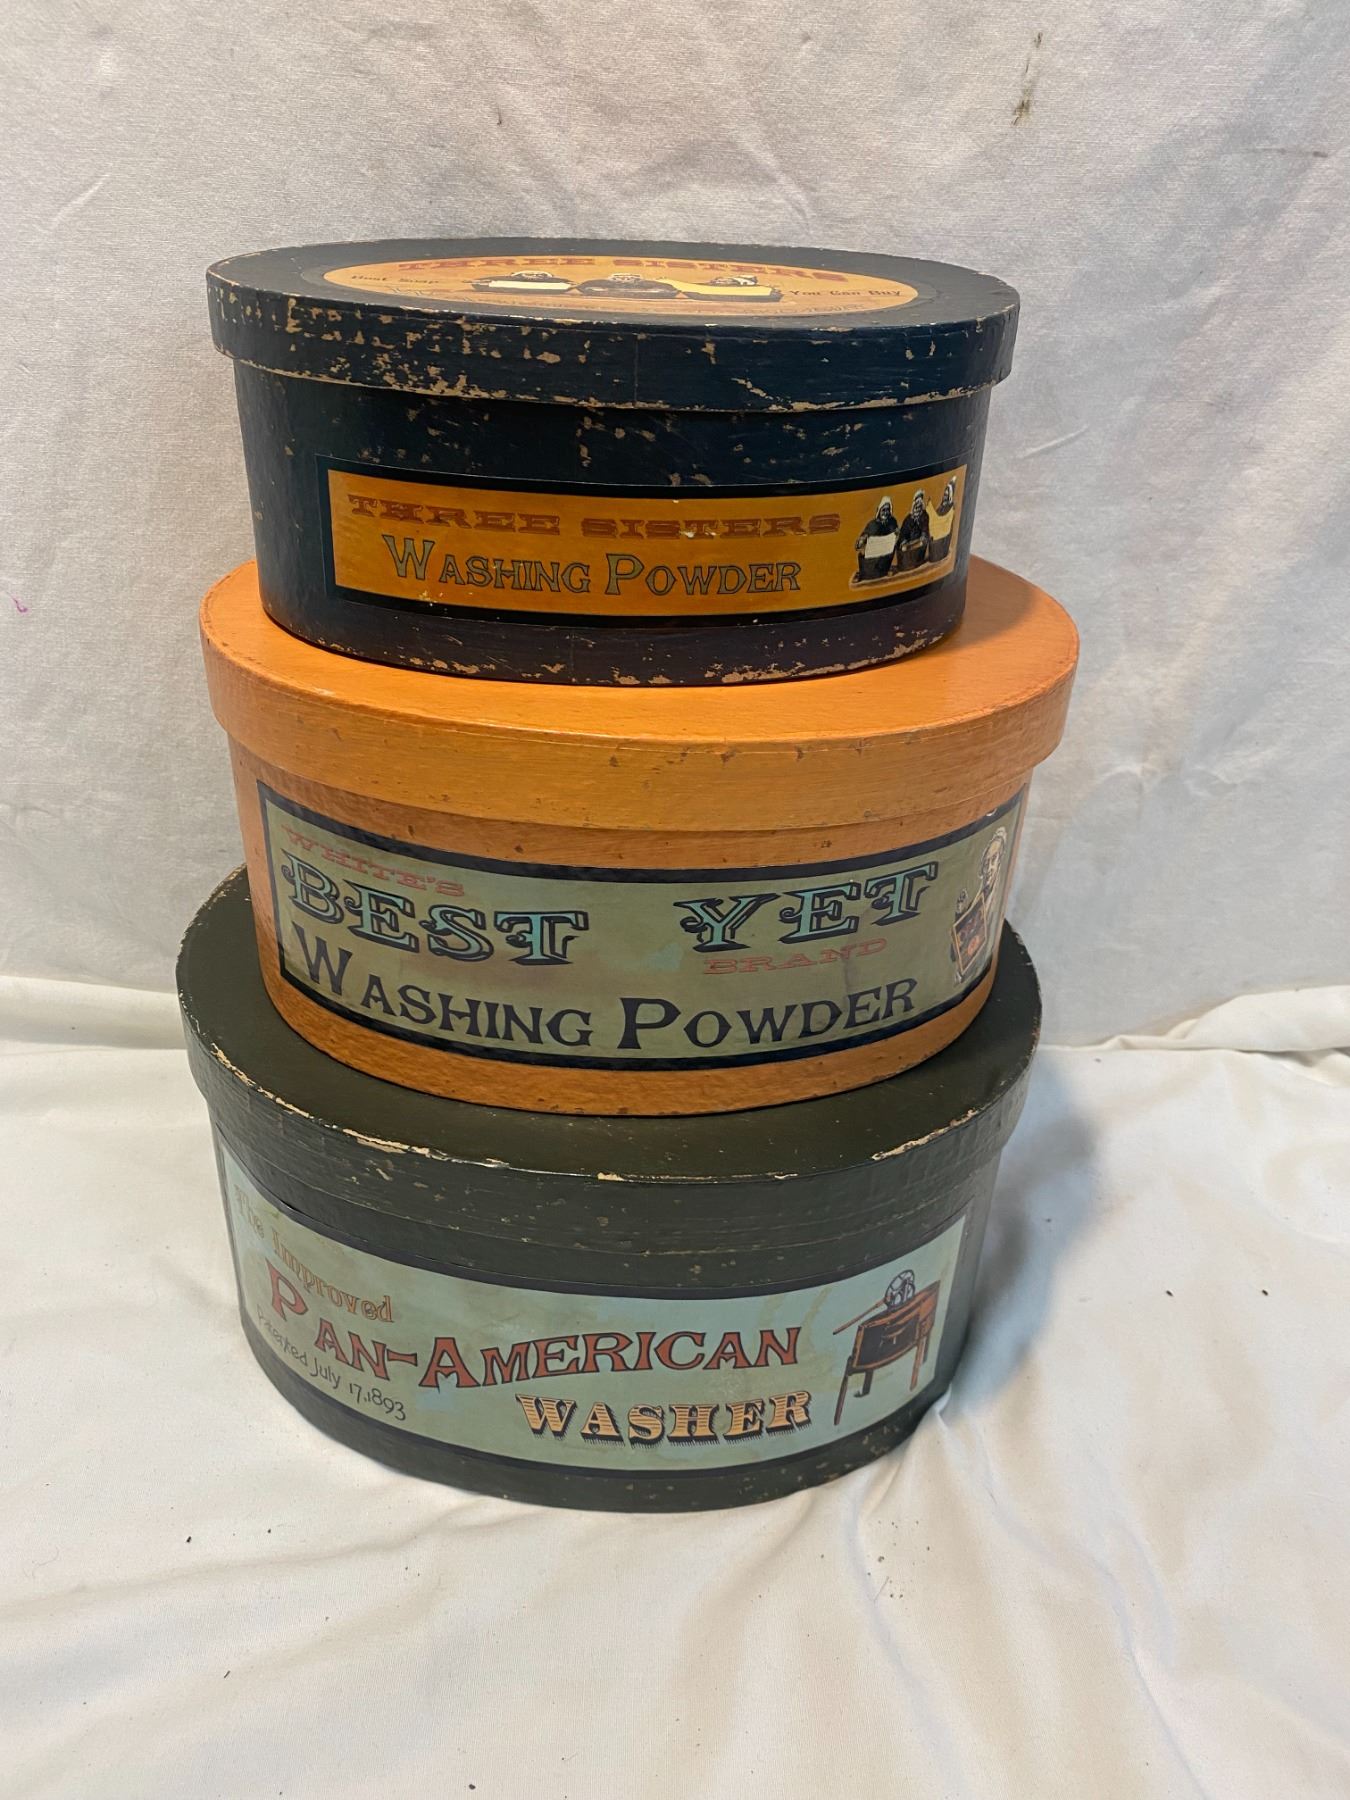 THREE SISTERS
You Can Buy
THREE SISTERS
WASHING POWDER
WHITE'S
BEST YET
BRAND
WASHING POWDER
The Improved
PAN-AMERICAN
Patented July 17, 1893
WASHER